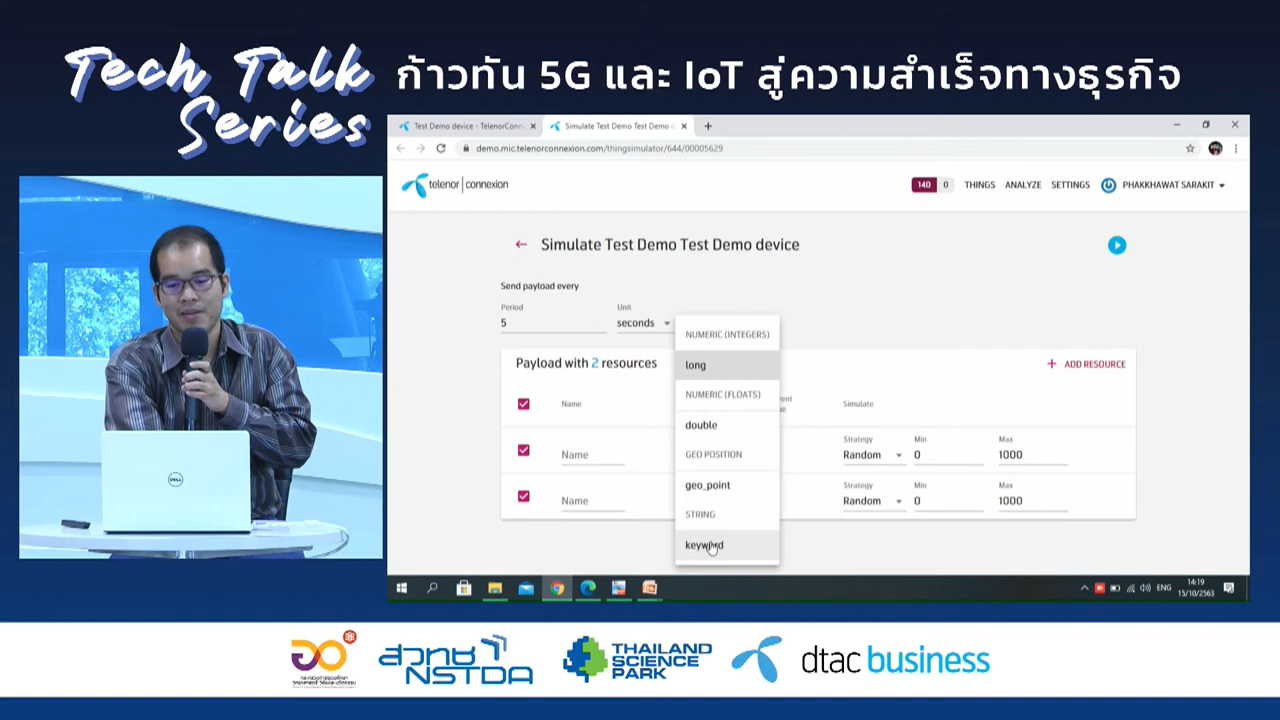 Tech Talk
Series
ก้าวทัน 5G และ IoT สู่ความสำเร็จทางธุรกิจ
Test Demo device - TelenorConn
Simulate Test Demo Test Demo
demo.mic.telenorconnexion.com/thingsimulator/644/00005629
telenor connexion
140 0 THINGS ANALYZE SETTINGS PHAKKHAWAT SARAKIT
Simulate Test Demo Test Demo device
Send payload every
Period Unit
5 seconds
NUMERIC (INTEGERS)
long
NUMERIC (FLOATS)
double
GEO POSITION
geo_point
STRING
keyword
Payload with 2 resources
+ ADD RESOURCE
Name Simulate
Strategy Min Max
Name Random 0 1000
Strategy Min Max
Name Random 0 1000
DELL
ENG
14:19
15/10/2563
สวทช
NSTDA
THAILAND
SCIENCE
PARK
dtac business